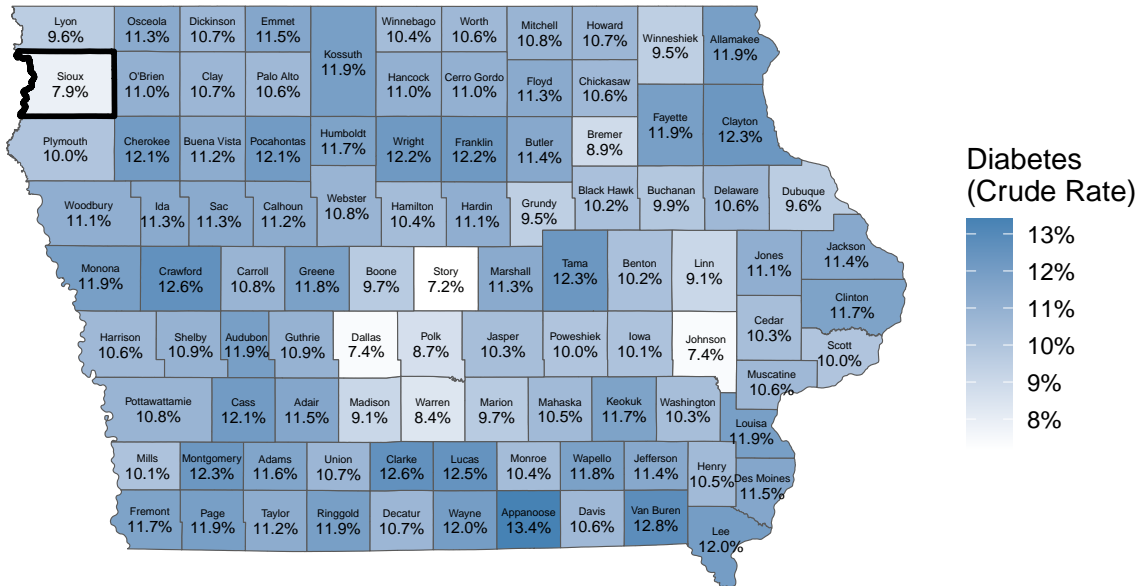 Lyon
9.6%
Osceola
11.3%
Dickinson
10.7%
Emmet
11.5%
Winnebago
10.4%
Worth
10.6%
Mitchell
10.8%
Howard
10.7%
Winneshiek
9.5%
Allamakee
11.9%
Kossuth
11.9%
Sioux
7.9%
O'Brien
11.0%
Clay
10.7%
Palo Alto
10.6%
Hancock
11.0%
Cerro Gordo
11.0%
Floyd
11.3%
Chickasaw
10.6%
Fayette
11.9%
Clayton
12.3%
Plymouth
10.0%
Cherokee
12.1%
Buena Vista
11.2%
Pocahontas
12.1%
Humboldt
11.7%
Wright
12.2%
Franklin
12.2%
Butler
11.4%
Bremer
8.9%
Woodbury
11.1%
Ida
11.3%
Sac
11.3%
Calhoun
11.2%
Webster
10.8%
Hamilton
10.4%
Hardin
11.1%
Grundy
9.5%
Black Hawk
10.2%
Buchanan
9.9%
Delaware
10.6%
Dubuque
9.6%
Monona
11.9%
Crawford
12.6%
Carroll
10.8%
Greene
11.8%
Boone
9.7%
Story
7.2%
Marshall
11.3%
Tama
12.3%
Benton
10.2%
Linn
9.1%
Jones
11.1%
Jackson
11.4%
Clinton
11.7%
Harrison
10.6%
Shelby
10.9%
Audubon
11.9%
Guthrie
10.9%
Dallas
7.4%
Polk
8.7%
Jasper
10.3%
Poweshiek
10.0%
Iowa
10.1%
Johnson
7.4%
Cedar
10.3%
Scott
10.0%
Muscatine
10.6%
Pottawattamie
10.8%
Cass
12.1%
Adair
11.5%
Madison
9.1%
Warren
8.4%
Marion
9.7%
Mahaska
10.5%
Keokuk
11.7%
Washington
10.3%
Louisa
11.9%
Mills
10.1%
Montgomery
12.3%
Adams
11.6%
Union
10.7%
Clarke
12.6%
Lucas
12.5%
Monroe
10.4%
Wapello
11.8%
Jefferson
11.4%
Henry
10.5%
Des Moines
11.5%
Fremont
11.7%
Page
11.9%
Taylor
11.2%
Ringgold
11.9%
Decatur
10.7%
Wayne
12.0%
Appanoose
13.4%
Davis
10.6%
Van Buren
12.8%
Lee
12.0%
Diabetes
(Crude Rate)
13%
12%
11%
10%
9%
8%